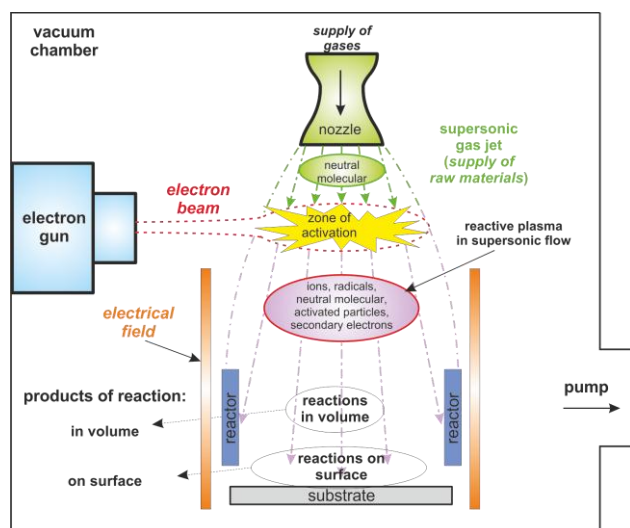 vacuum
chamber
supply of
gases
nozzle
supersonic
gas jet
(supply of
raw materials)
neutral
molecular
electron
beam
electron
gun
zone of
activation
reactive plasma
in supersonic flow
ions, radicals,
neutral molecular,
activated particles,
secondary electrons
electrical
field
products of reaction:
in volume
on surface
reactor
reactions
in volume
reactions on
surface
substrate
reactor
pump